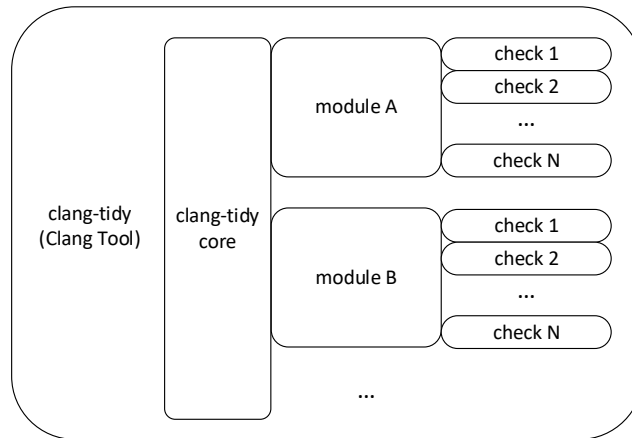 clang-tidy
(Clang Tool)
clang-tidy
core
module A
check 1
check 2
...
check N
module B
check 1
check 2
...
check N
...